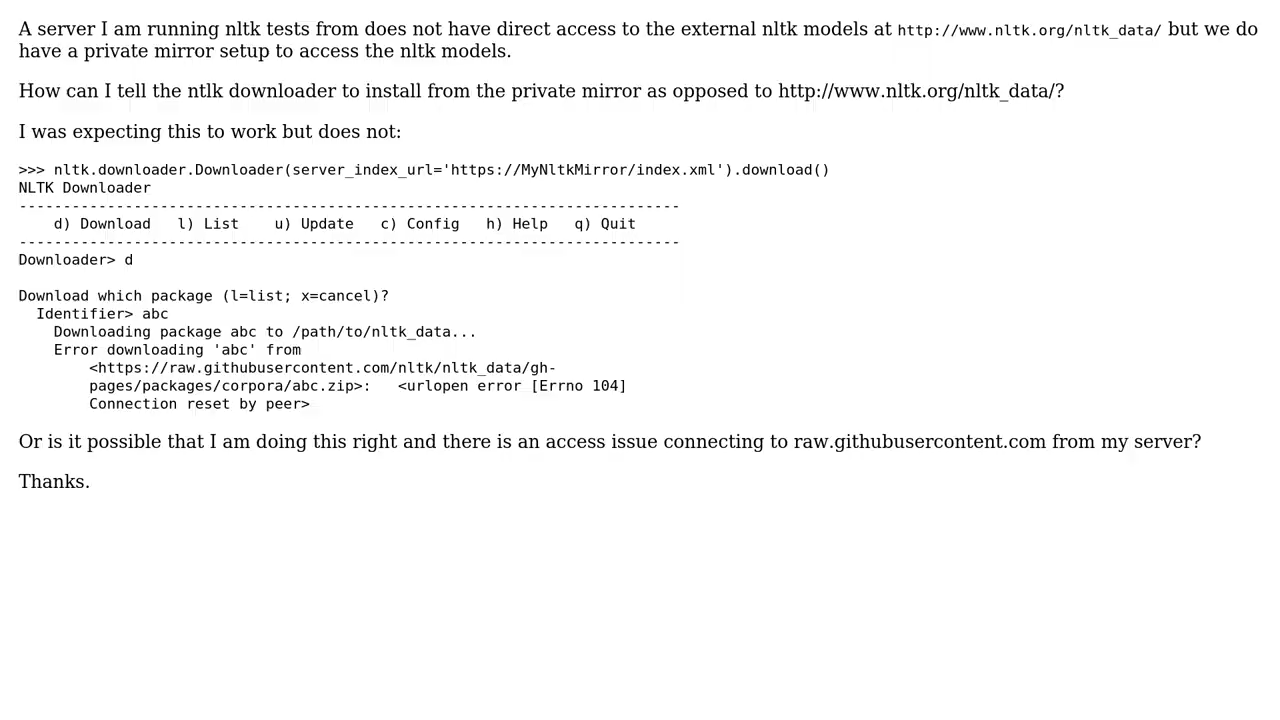 A server I am running nltk tests from does not have direct access to the external nltk models at http://www.nltk.org/nltk_data/ but we do
have a private mirror setup to access the nltk models.
How can I tell the ntlk downloader to install from the private mirror as opposed to http://www.nltk.org/nltk_data/?
I was expecting this to work but does not:
>>> nltk.downloader.Downloader(server_index_url='https://MyNltkMirror/index.xml').download()
NLTK Downloader
---------------------------------------------------------------------------
    d) Download   l) List    u) Update   c) Config   h) Help   q) Quit
---------------------------------------------------------------------------
Downloader> d
Download which package (l=list; x=cancel)?
  Identifier> abc
    Downloading package abc to /path/to/nltk_data...
    Error downloading 'abc' from
        <https://raw.githubusercontent.com/nltk/nltk_data/gh-
        pages/packages/corpora/abc.zip>:   <urlopen error [Errno 104]
        Connection reset by peer>
Or is it possible that I am doing this right and there is an access issue connecting to raw.githubusercontent.com from my server?
Thanks.